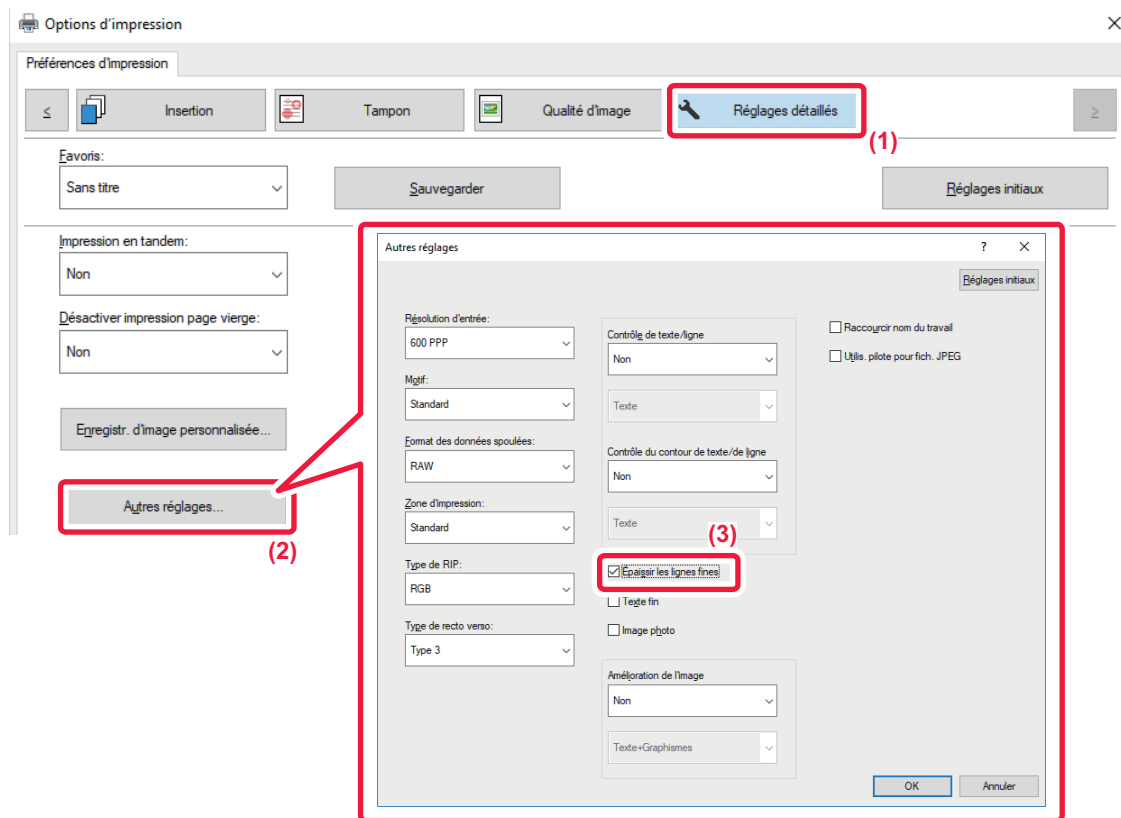 Options d'impression
Préférences d'impression
< Insertion Tampon Qualité d'image Réglages détaillés >
(1)
Favoris:
Sans titre Sauvegarder Réglages initiaux
Impression en tandem:
Non
Désactiver impression page vierge:
Non
Enregistr. d'image personnalisée...
Autres réglages...
(2)
Autres réglages ?
Réglages initiaux
Résolution d'entrée:
600 PPP
Motif:
Standard
Format des données spoulées:
RAW
Zone d'impression:
Standard
Type de RIP:
RGB
Type de recto verso:
Type 3
Contrôle de texte/ligne
Non
Texte
Contrôle du contour de texte/de ligne
Non
Texte
(3)
Épaissir les lignes fines
Texte fin
Image photo
Amélioration de l'image
Non
Texte+Graphismes
Raccourcir nom du travail
Utilis. pilote pour fich. JPEG
OK Annuler